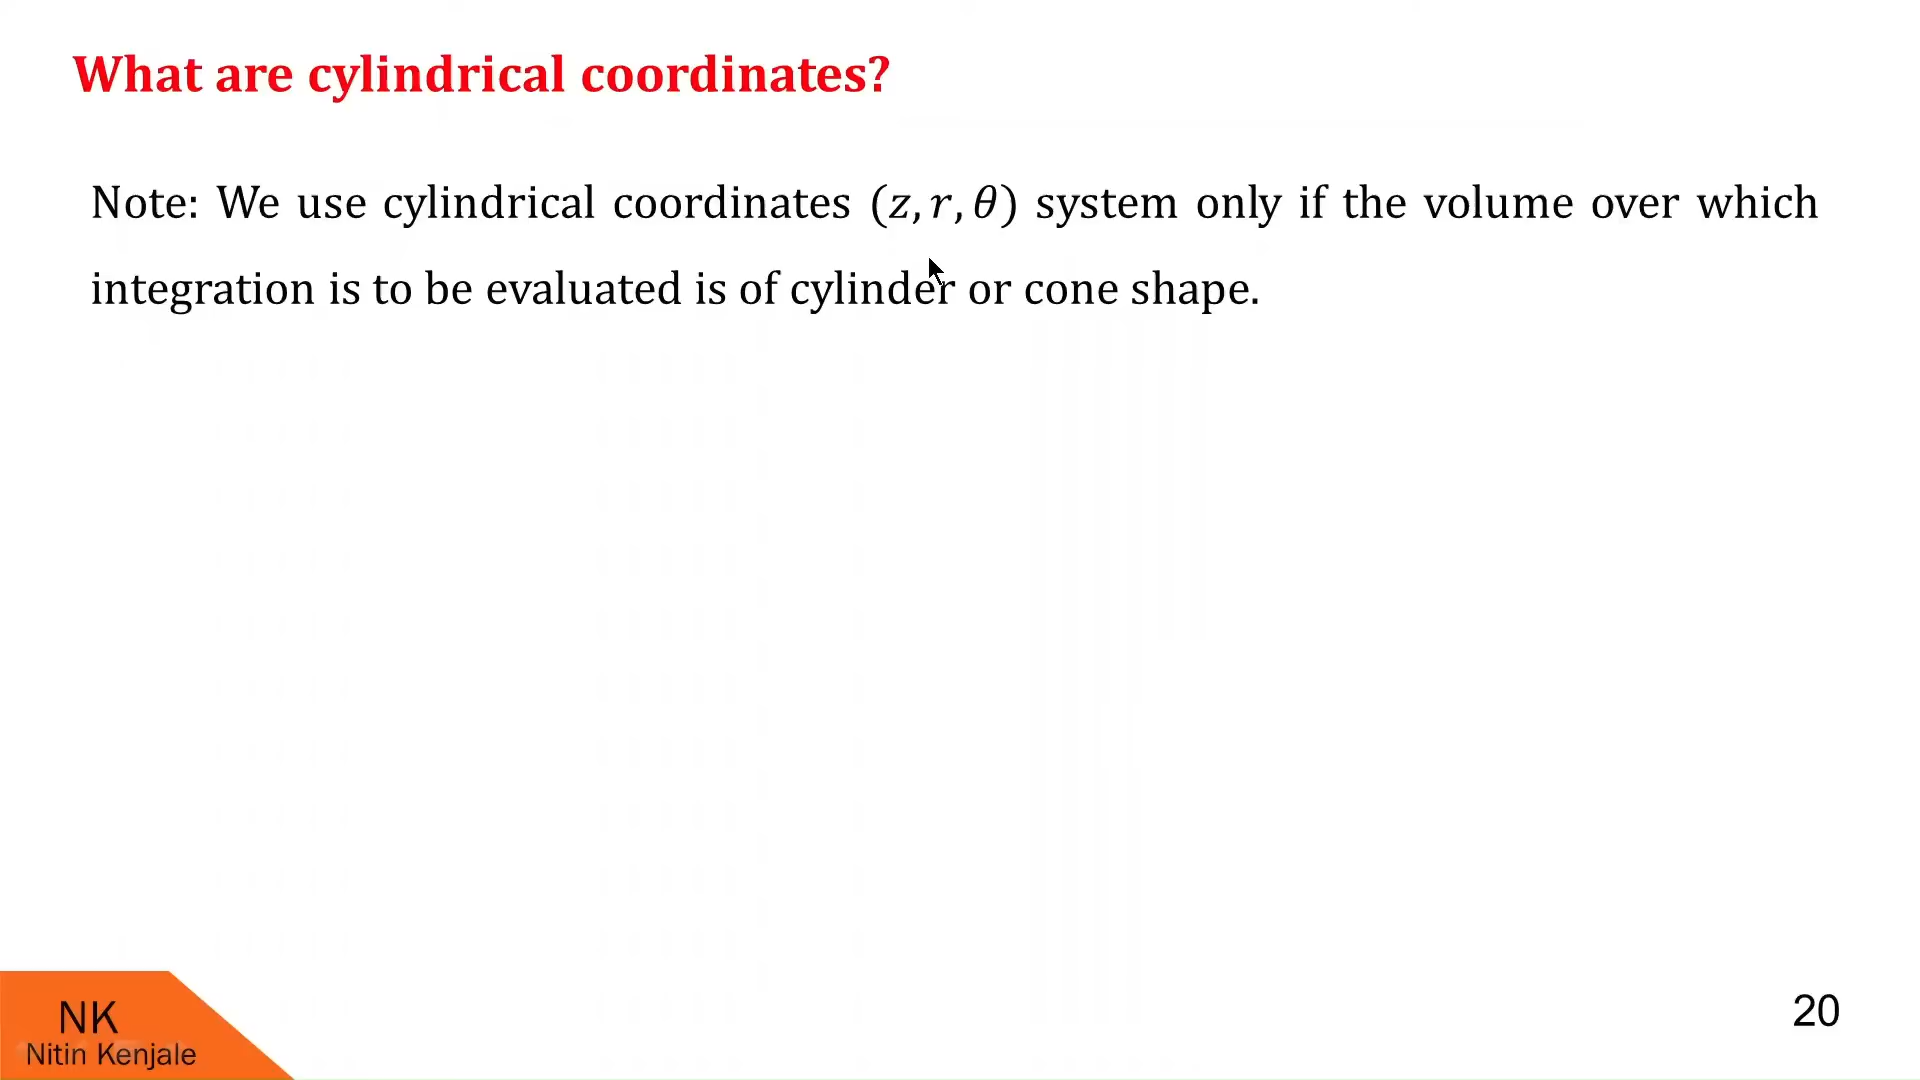 What are cylindrical coordinates?
Note: We use cylindrical coordinates (𝑧, 𝑟, 𝜃) system only if the volume over which
integration is to be evaluated is of cylinder or cone shape.
NK
Nitin Kenjale
20